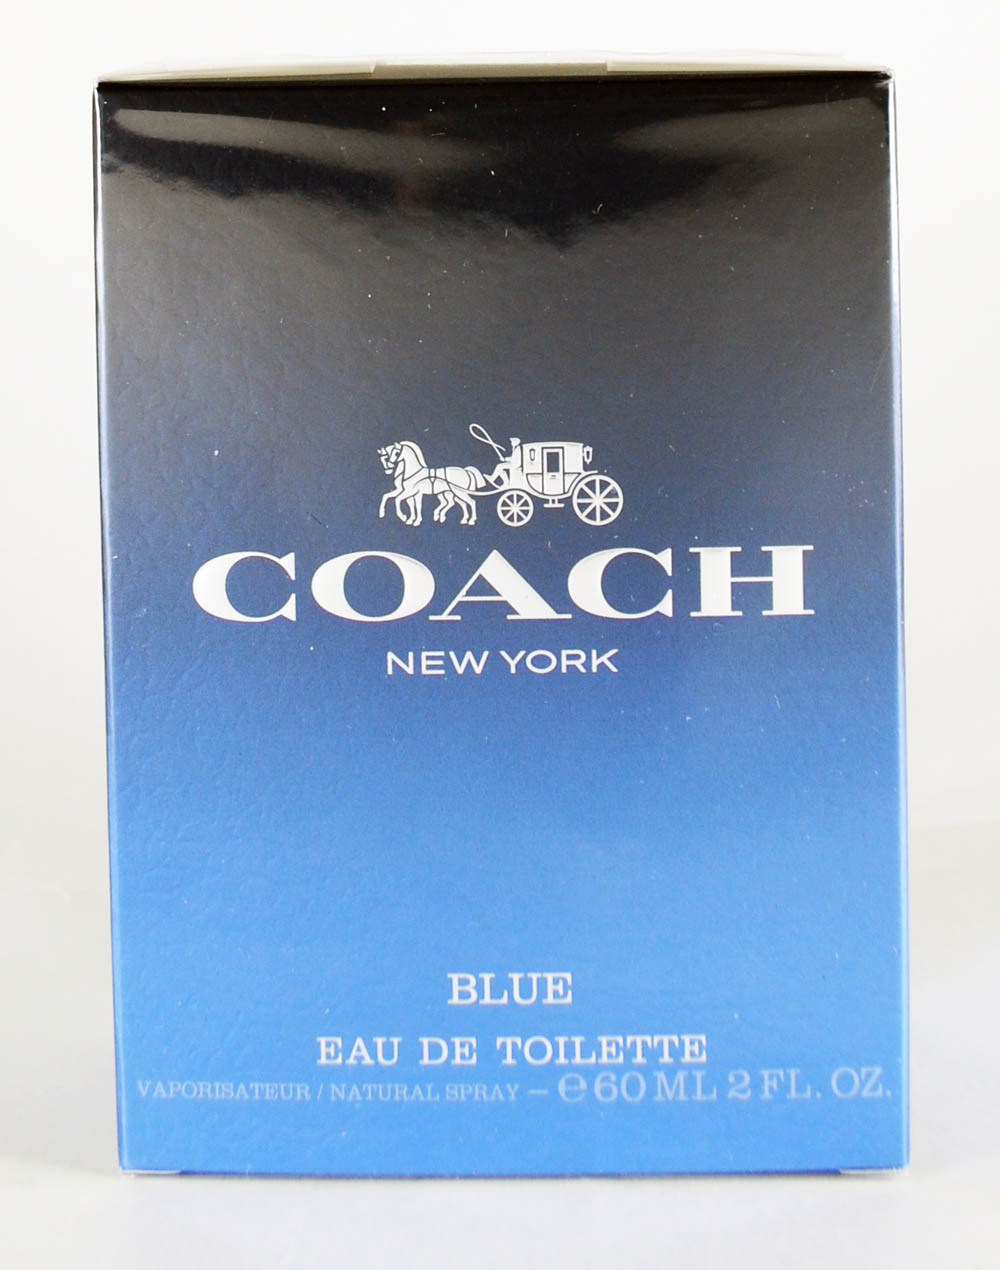 COACH
NEW YORK
BLUE
EAU DE TOILETTE
VAPORISATEUR / NATURAL SPRAY – ℮60 ML 2 FL. OZ.